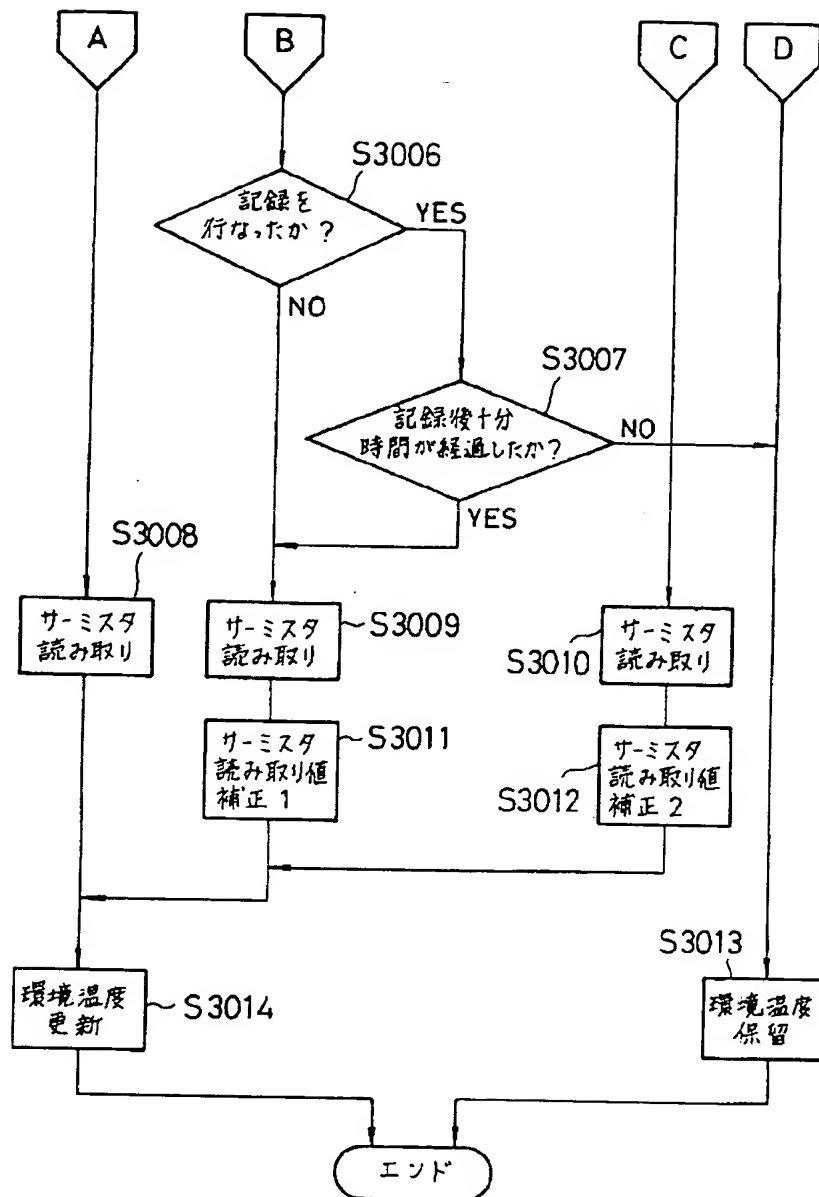 A
B
C
D
S3006
記録を
行なったか?
YES
NO
S3007
記録後十分
時間が経過したか?
NO
YES
S3008
サーミスタ
読み取り
サーミスタ
読み取り
S3009
サーミスタ
読み取り
S3010
サーミスタ
読み取り値
補正1
S3011
サーミスタ
読み取り値
補正2
S3012
S3013
環境温度
更新
S3014
環境温度
保留
エンド